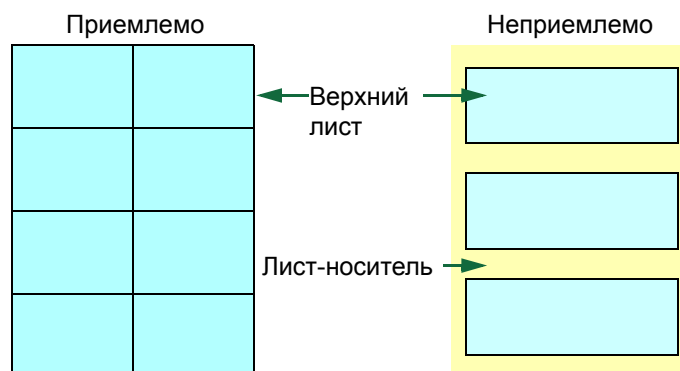 Приемлемо
Неприемлемо
Верхний
лист
Лист-носитель